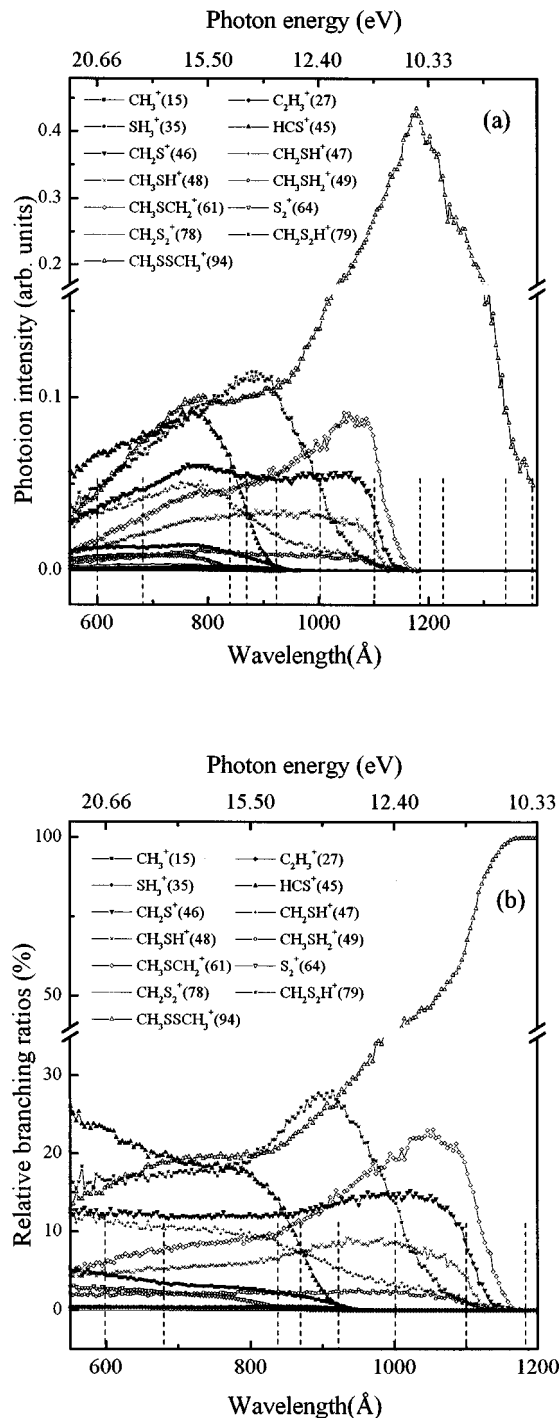 Photon energy (eV)
20.66 15.50 12.40 10.33
CH₃⁺(15) C₂H₃⁺(27)
SH₃⁺(35) HCS⁺(45)
CH₂S⁺(46) CH₂SH⁺(47)
CH₃SH⁺(48) CH₃SH₂⁺(49)
CH₃SCH₂⁺(61) S₂⁺(64)
CH₂S₂⁺(78) CH₂S₂H⁺(79)
CH₃SSCH₃⁺(94)
(a)
Photoion intensity (arb. units)
0.4
0.3
0.2
0.1
0.0
600 800 1000 1200
Wavelength(Å)
Photon energy (eV)
20.66 15.50 12.40 10.33
CH₃⁺(15) C₂H₃⁺(27)
SH₃⁺(35) HCS⁺(45)
CH₂S⁺(46) CH₂SH⁺(47)
CH₃SH⁺(48) CH₃SH₂⁺(49)
CH₃SCH₂⁺(61) S₂⁺(64)
CH₂S₂⁺(78) CH₂S₂H⁺(79)
CH₃SSCH₃⁺(94)
(b)
Relative branching ratios (%)
100
50
30
20
10
0
600 800 1000 1200
Wavelength(Å)